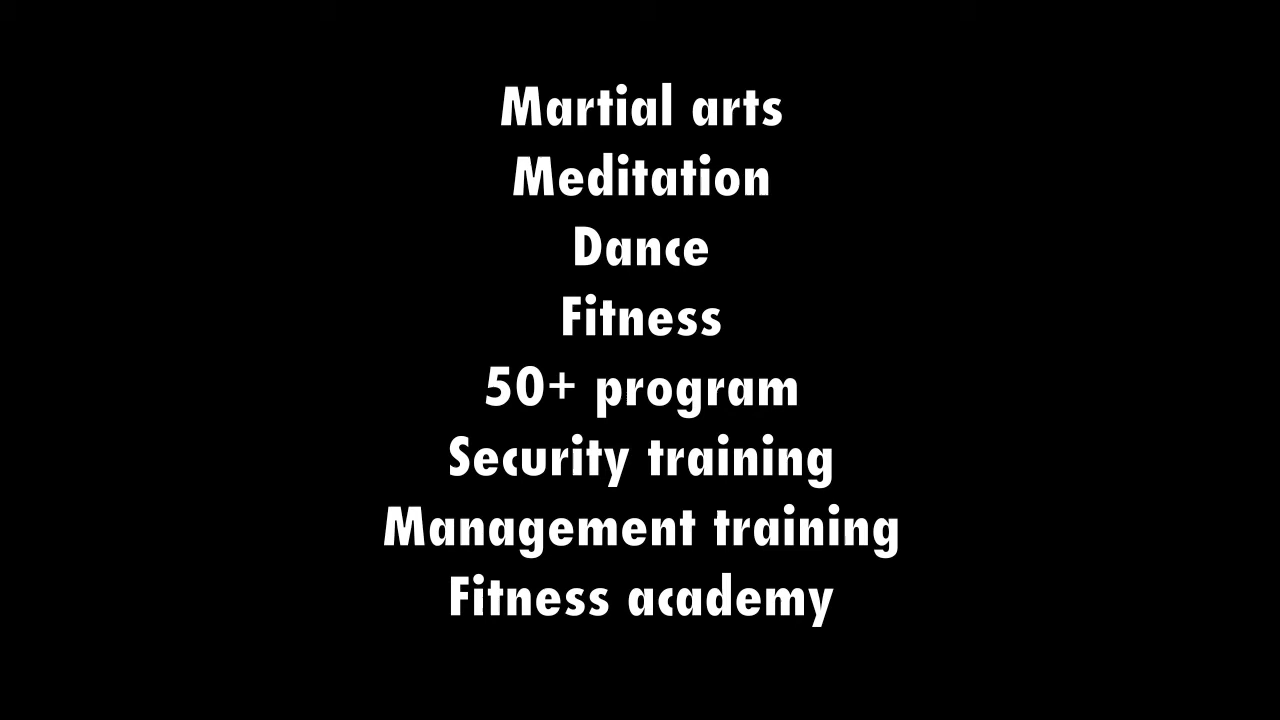 Martial arts
Meditation
Dance
Fitness
50+ program
Security training
Management training
Fitness academy